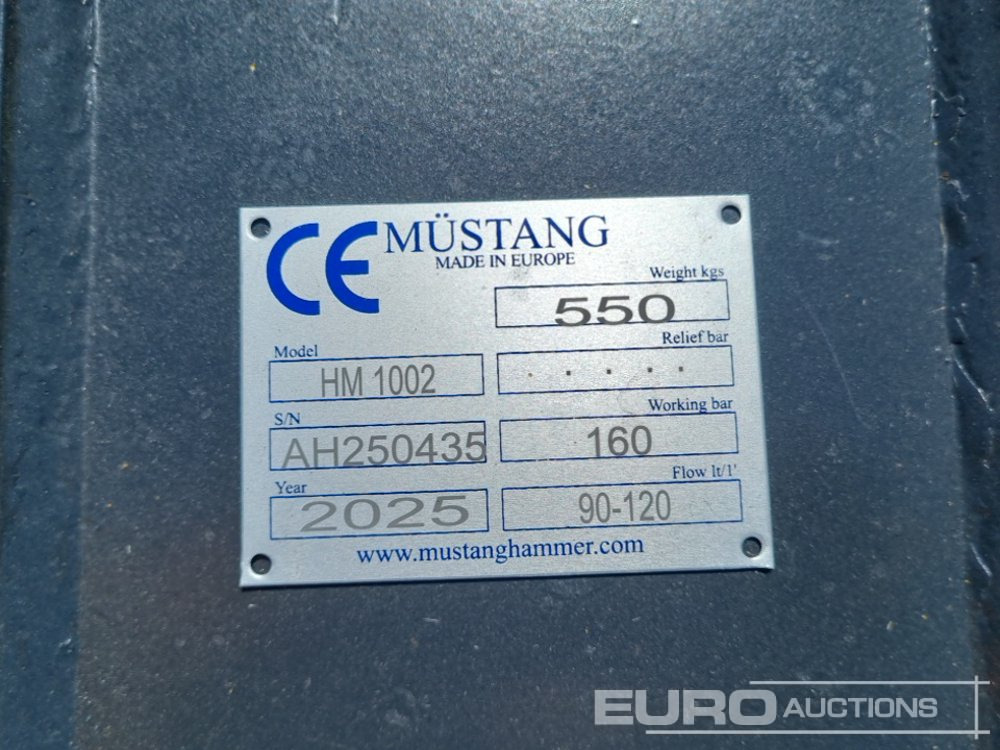 CE MÜSTANG
MADE IN EUROPE
Weight kgs
550
Model
HM 1002
Relief bar
. . . . .
S/N
AH250435
Working bar
160
Year
2025
Flow lt/1'
90-120
www.mustanghammer.com
EURO AUCTIONS